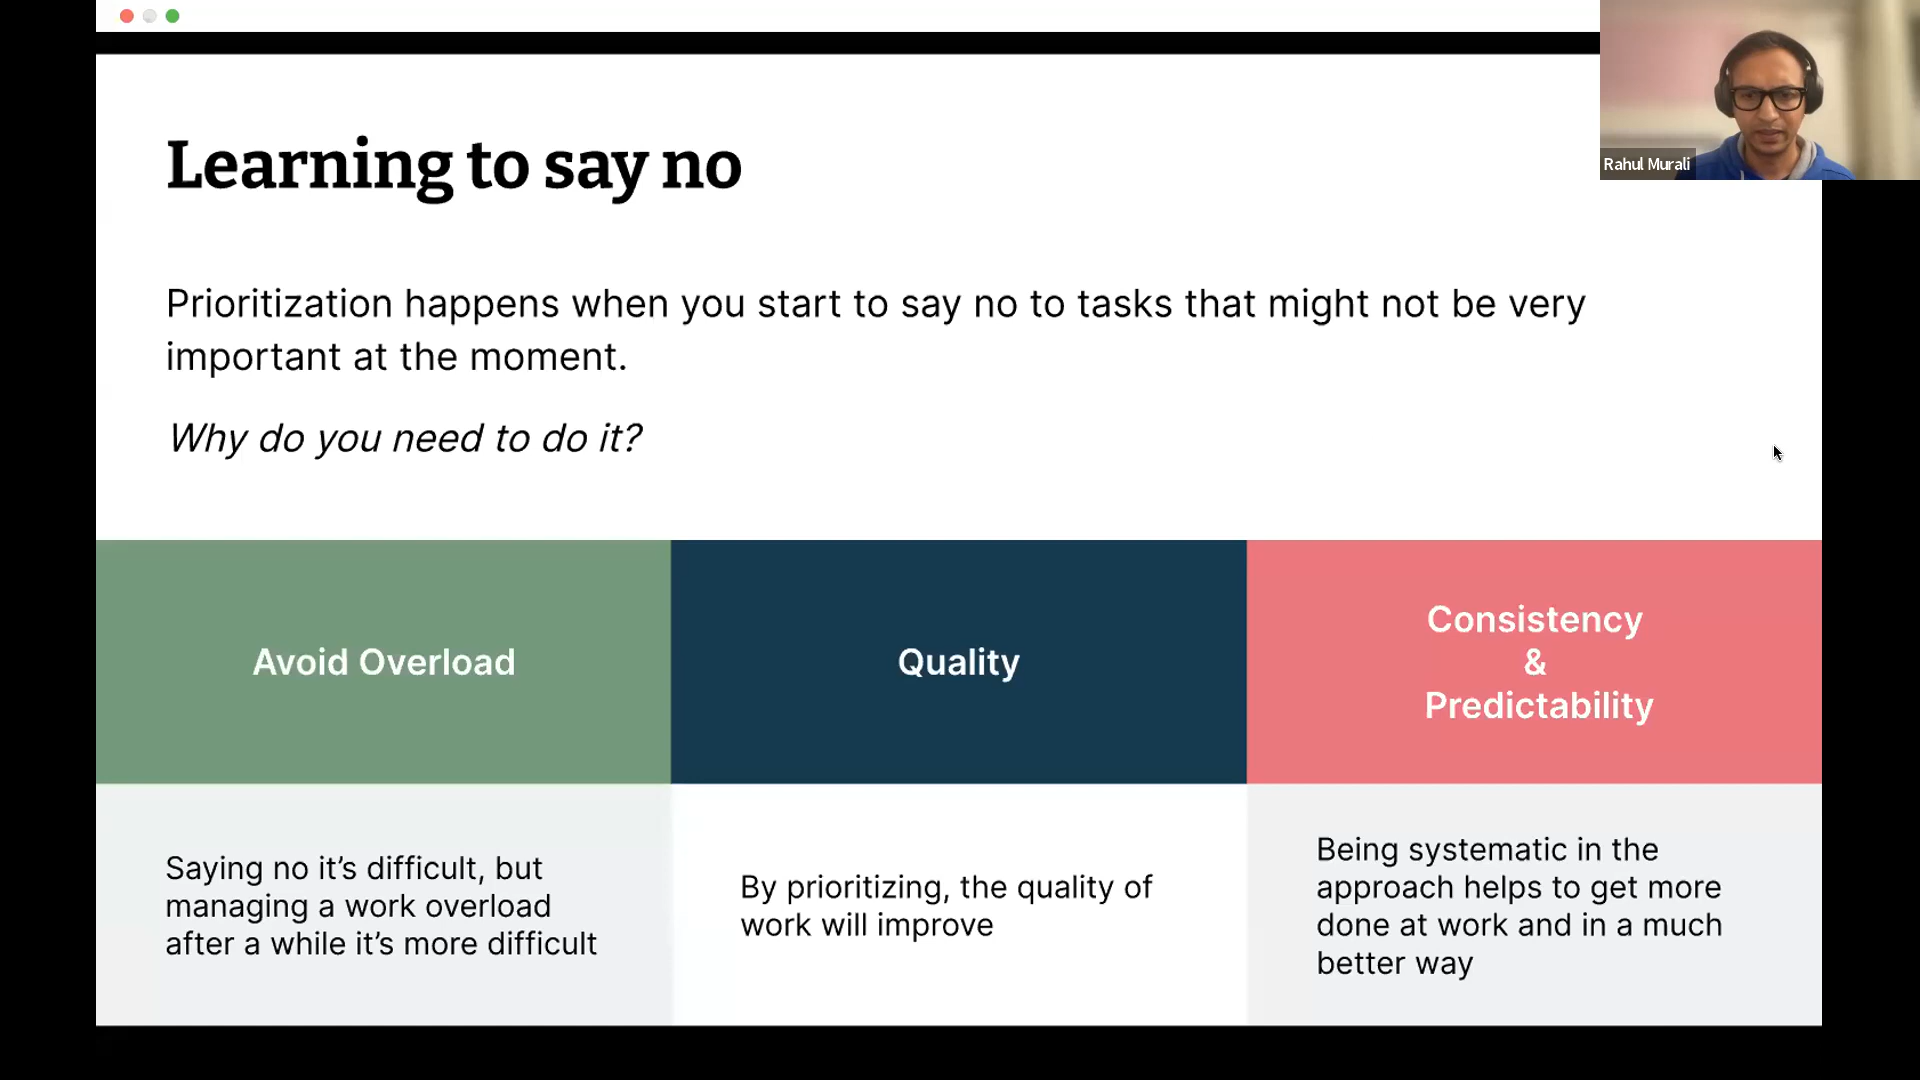 Learning to say no
Rahul Murali
Prioritization happens when you start to say no to tasks that might not be very
important at the moment.
Why do you need to do it?
Avoid Overload
Quality
Consistency
&
Predictability
Saying no it’s difficult, but
managing a work overload
after a while it’s more difficult
By prioritizing, the quality of
work will improve
Being systematic in the
approach helps to get more
done at work and in a much
better way